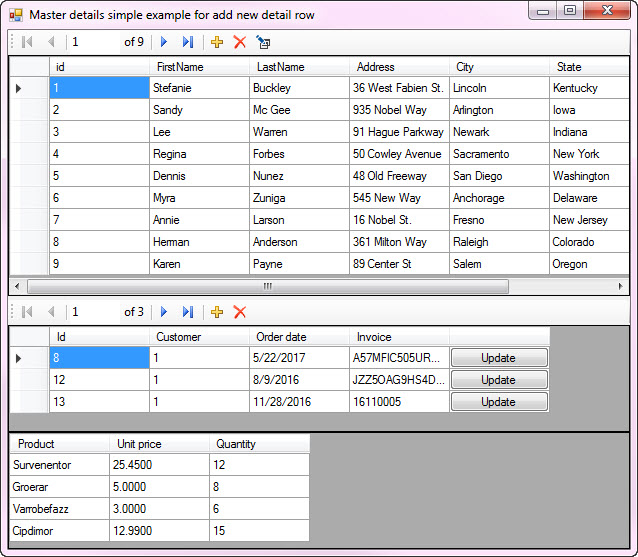 Master details simple example for add new detail row
1 of 9
id FirstName LastName Address City State
1 Stefanie Buckley 36 West Fabien St. Lincoln Kentucky
2 Sandy Mc Gee 935 Nobel Way Arlington Iowa
3 Lee Warren 91 Hague Parkway Newark Indiana
4 Regina Forbes 50 Cowley Avenue Sacramento New York
5 Dennis Nunez 48 Old Freeway San Diego Washington
6 Myra Zuniga 545 New Way Anchorage Delaware
7 Annie Larson 16 Nobel St. Fresno New Jersey
8 Herman Anderson 361 Milton Way Raleigh Colorado
9 Karen Payne 89 Center St Salem Oregon
1 of 3
Id Customer Order date Invoice
8 1 5/22/2017 A57MFIC505UR... Update
12 1 8/9/2016 JZZ5OAG9HS4D... Update
13 1 11/28/2016 16110005 Update
Product Unit price Quantity
Survenentor 25.4500 12
Groerar 5.0000 8
Varrobefazz 3.0000 6
Cipdimor 12.9900 15